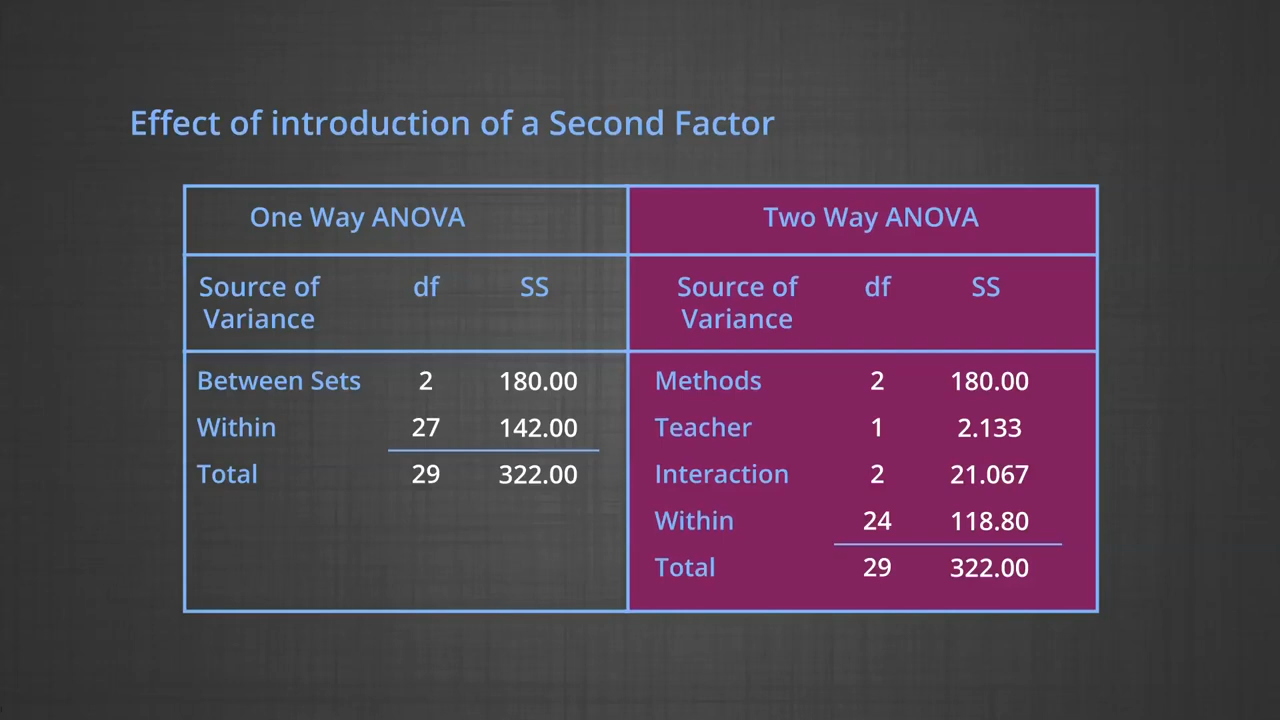 Effect of introduction of a Second Factor
One Way ANOVA
Two Way ANOVA
Source of df SS
Variance
Source of df SS
Variance
Between Sets 2 180.00
Within 27 142.00
Total 29 322.00
Methods 2 180.00
Teacher 1 2.133
Interaction 2 21.067
Within 24 118.80
Total 29 322.00